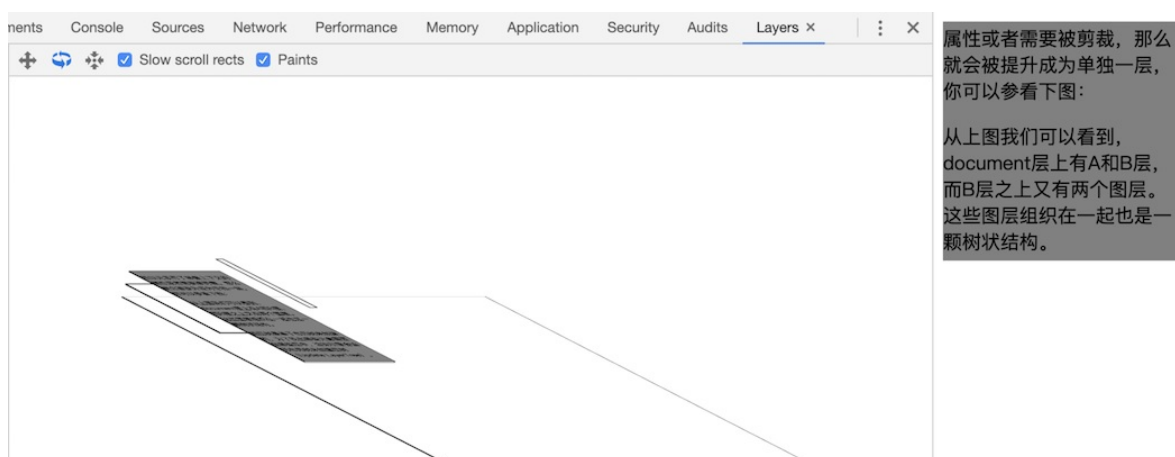 Console Sources Network Performance Memory Application Security Audits Layers ×
Slow scroll rects Paints
属性或者需要被剪裁，那么
就会被提升成为单独一层，
你可以参看下图：
从上图我们可以看到，
document层上有A和B层，
而B层之上又有两个图层。
这些图层组织在一起也是一
颗树状结构。